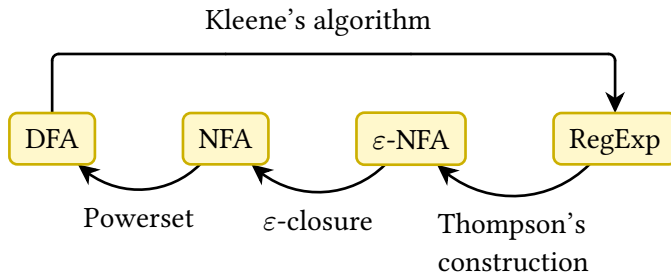 Kleene's algorithm
DFA
NFA
ε-NFA
RegExp
Powerset
ε-closure
Thompson's
construction